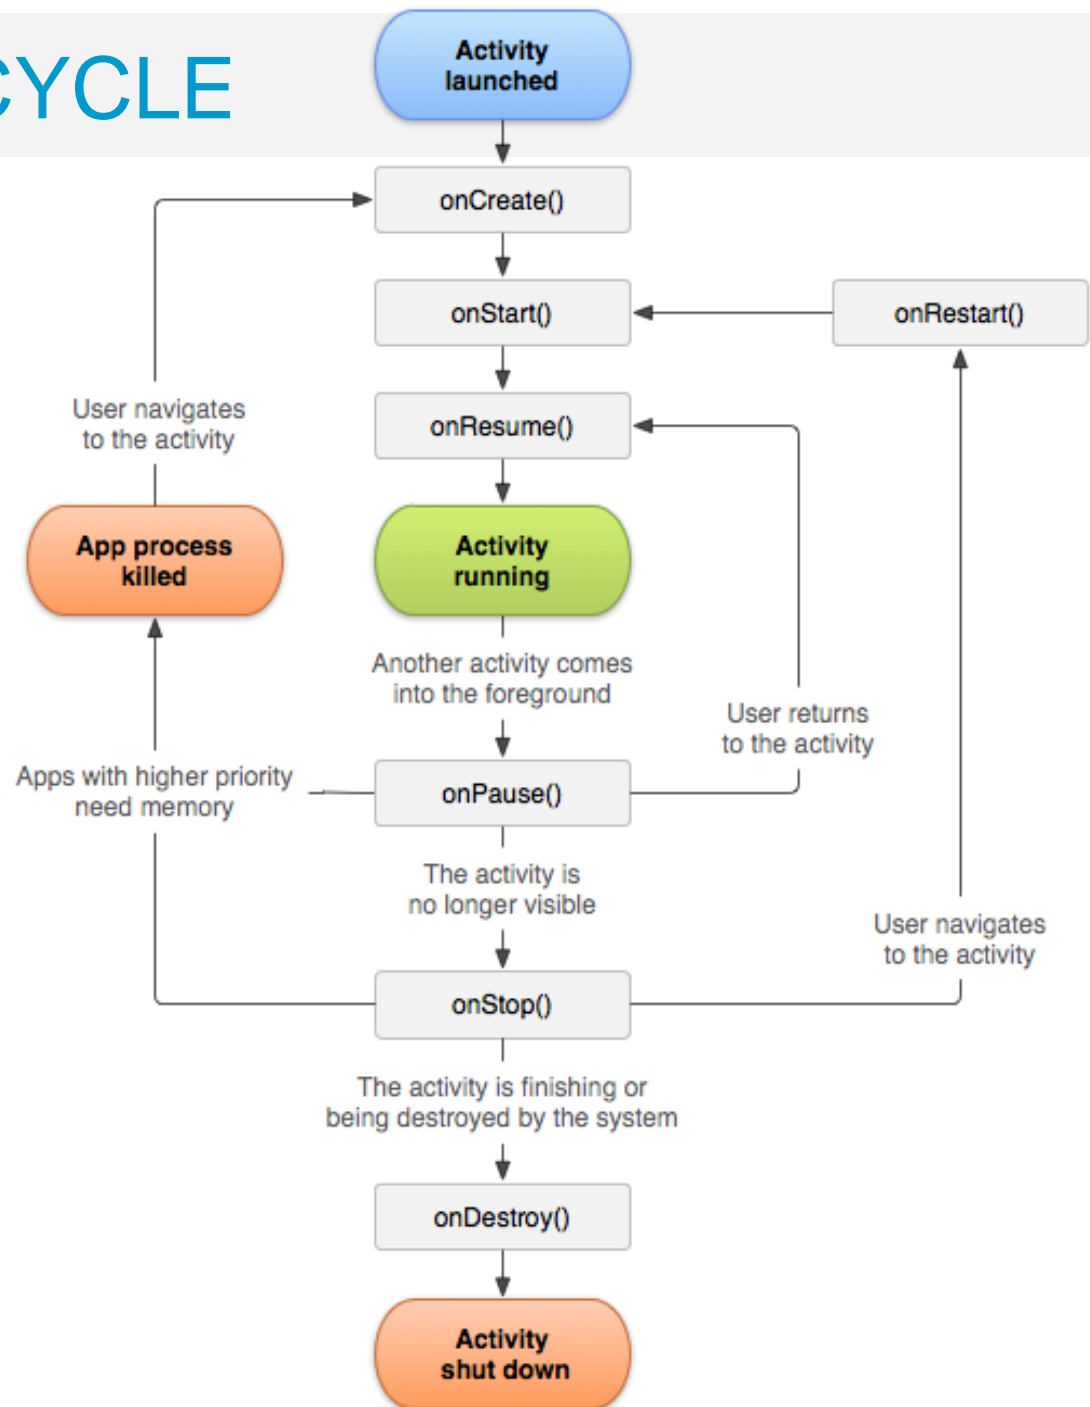 CYCLE
Activity
launched
onCreate()
onStart()
onRestart()
User navigates
to the activity
onResume()
App process
killed
Activity
running
Another activity comes
into the foreground
User returns
to the activity
Apps with higher priority
need memory
onPause()
The activity is
no longer visible
User navigates
to the activity
onStop()
The activity is finishing or
being destroyed by the system
onDestroy()
Activity
shut down